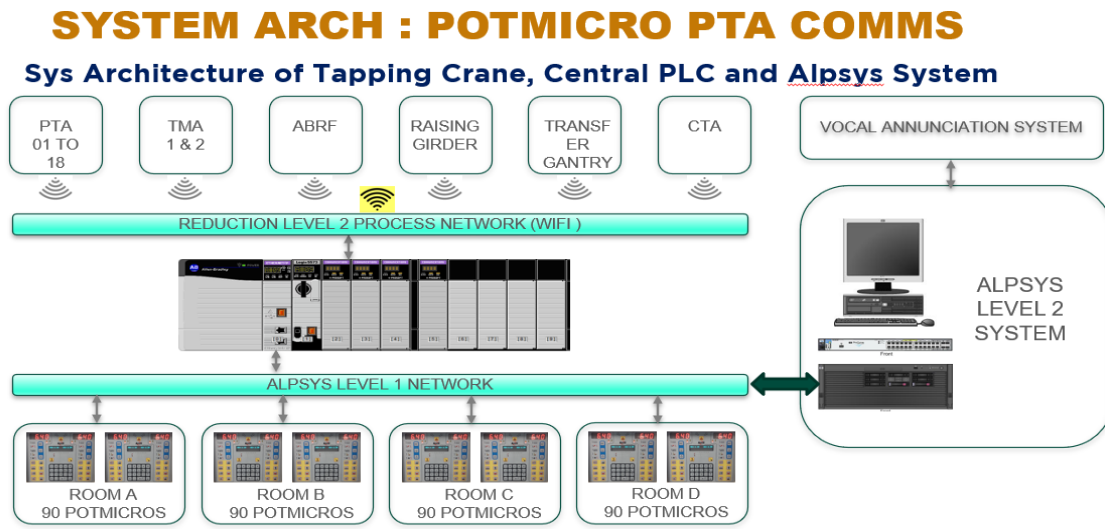 SYSTEM ARCH : POTMICRO PTA COMMS
Sys Architecture of Tapping Crane, Central PLC and Alpsys System
PTA
01 TO
18
TMA
1 & 2
ABRF
RAISING
GIRDER
TRANSF
ER
GANTRY
CTA
VOCAL ANNUNCIATION SYSTEM
REDUCTION LEVEL 2 PROCESS NETWORK (WIFI )
Allen-Bradley
ALPSYS
LEVEL 2
SYSTEM
Front
ALPSYS LEVEL 1 NETWORK
ROOM A
90 POTMICROS
ROOM B
90 POTMICROS
ROOM C
90 POTMICROS
ROOM D
90 POTMICROS